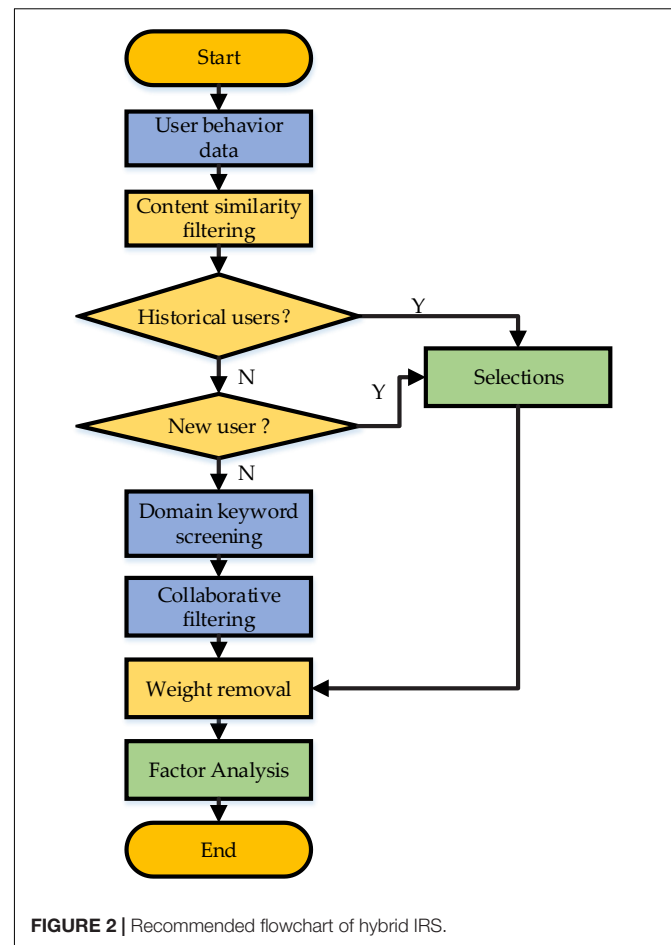 Start
User behavior
data
Content similarity
filtering
Historical users?
Y
Selections
N
Y
New user ?
N
Domain keyword
screening
Collaborative
filtering
Weight removal
Factor Analysis
End
FIGURE 2 | Recommended flowchart of hybrid IRS.